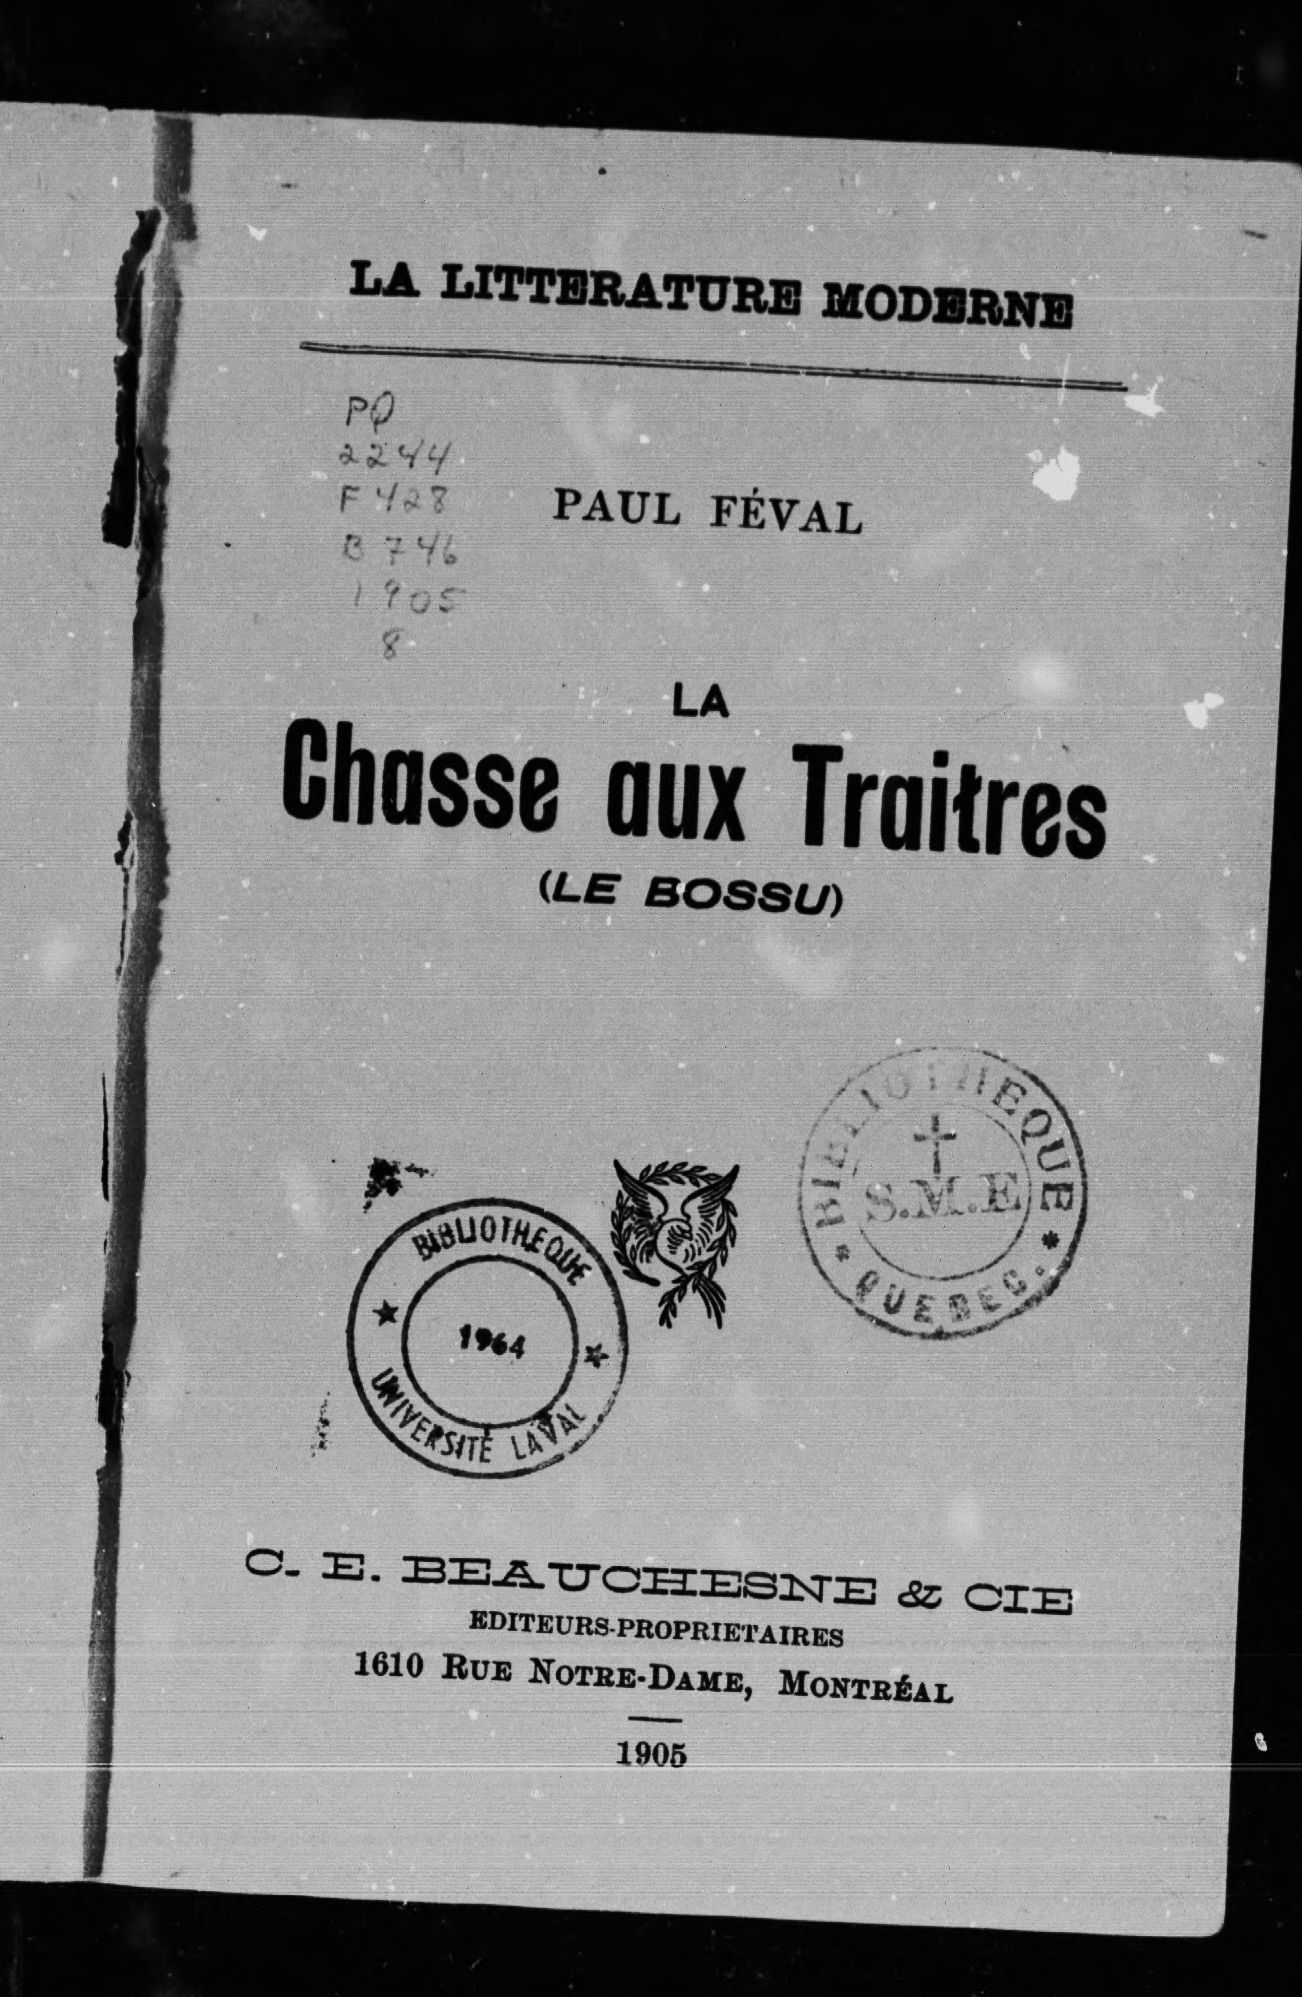 LA LITTERATURE MODERNE
PQ
2244
F428
B746
1905
8
PAUL FÉVAL
LA
Chasse aux Traitres
(LE BOSSU)
BIBLIOTHEQUE
S.M.E
QUEBEC.
BIBLIOTHEQUE
1964
UNIVERSITÉ LAVAL
C. E. BEAUCHESNE & CIE
EDITEURS-PROPRIETAIRES
1610 RUE NOTRE-DAME, MONTRÉAL
1905